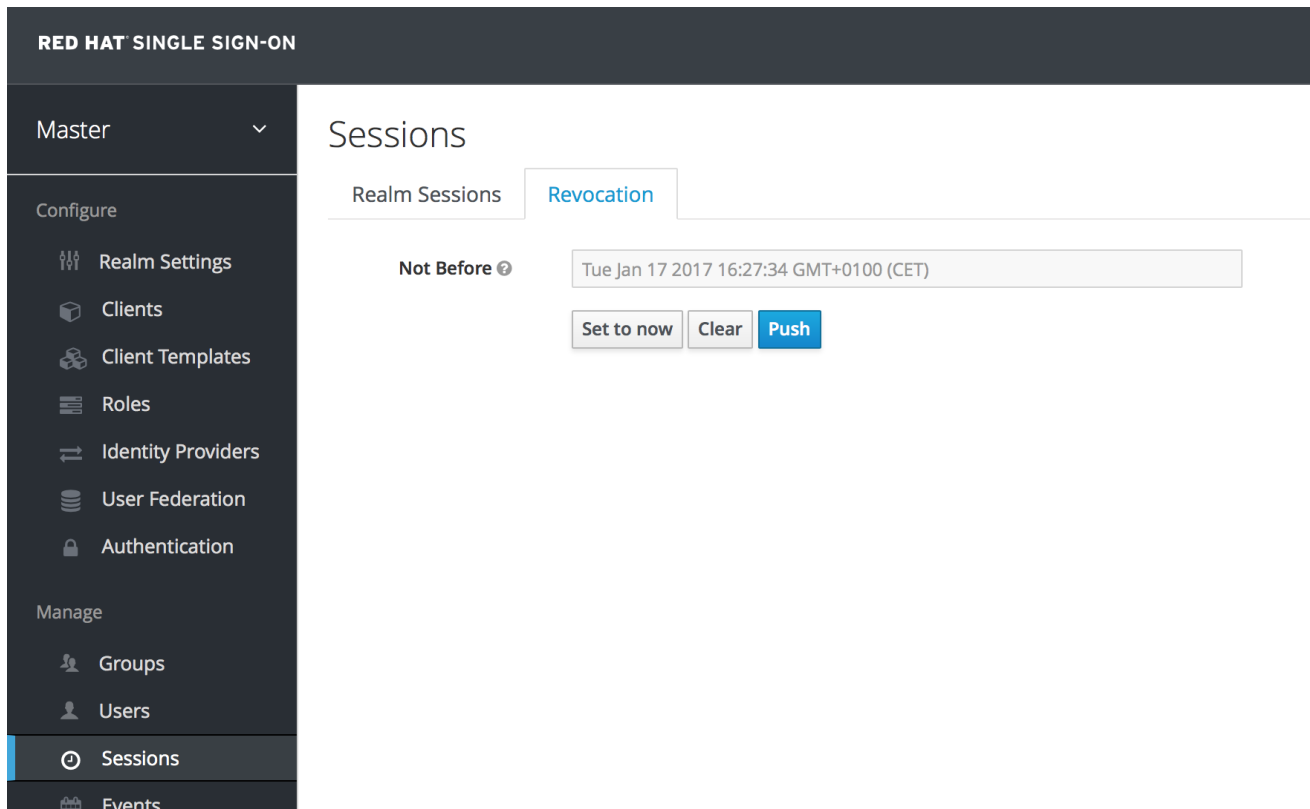 RED HAT® SINGLE SIGN-ON
Master
Configure
Realm Settings
Clients
Client Templates
Roles
Identity Providers
User Federation
Authentication
Manage
Groups
Users
Sessions
Events
Sessions
Realm Sessions
Revocation
Not Before
Tue Jan 17 2017 16:27:34 GMT+0100 (CET)
Set to now
Clear
Push